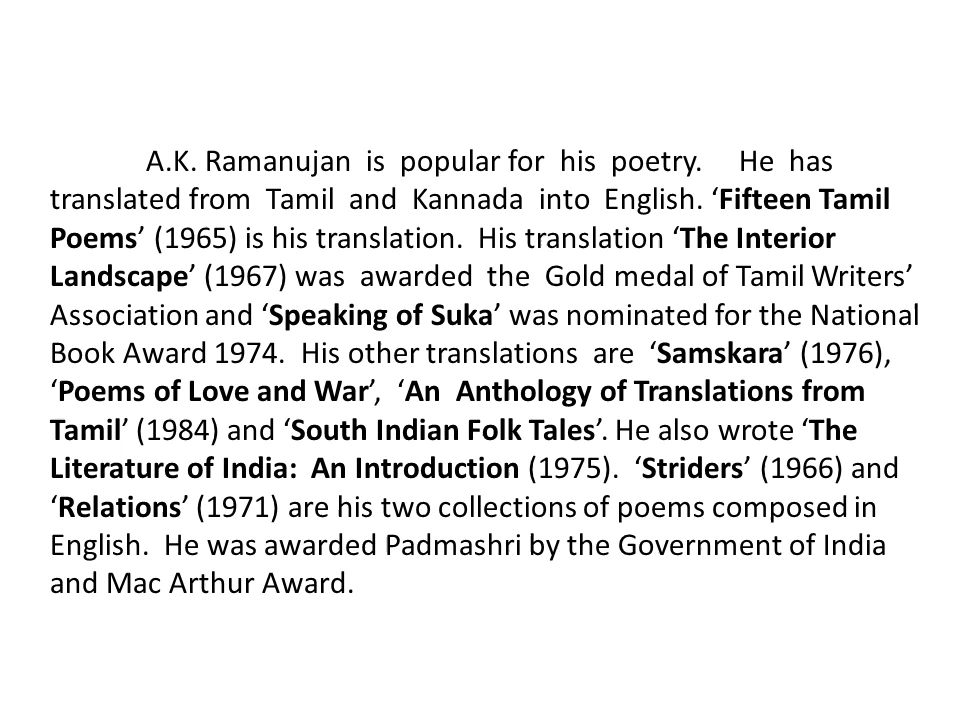 A.K. Ramanujan is popular for his poetry. He has
translated from Tamil and Kannada into English. ‘Fifteen Tamil
Poems’ (1965) is his translation. His translation ‘The Interior
Landscape’ (1967) was awarded the Gold medal of Tamil Writers’
Association and ‘Speaking of Suka’ was nominated for the National
Book Award 1974. His other translations are ‘Samskara’ (1976),
‘Poems of Love and War’, ‘An Anthology of Translations from
Tamil’ (1984) and ‘South Indian Folk Tales’. He also wrote ‘The
Literature of India: An Introduction (1975). ‘Striders’ (1966) and
‘Relations’ (1971) are his two collections of poems composed in
English. He was awarded Padmashri by the Government of India
and Mac Arthur Award.